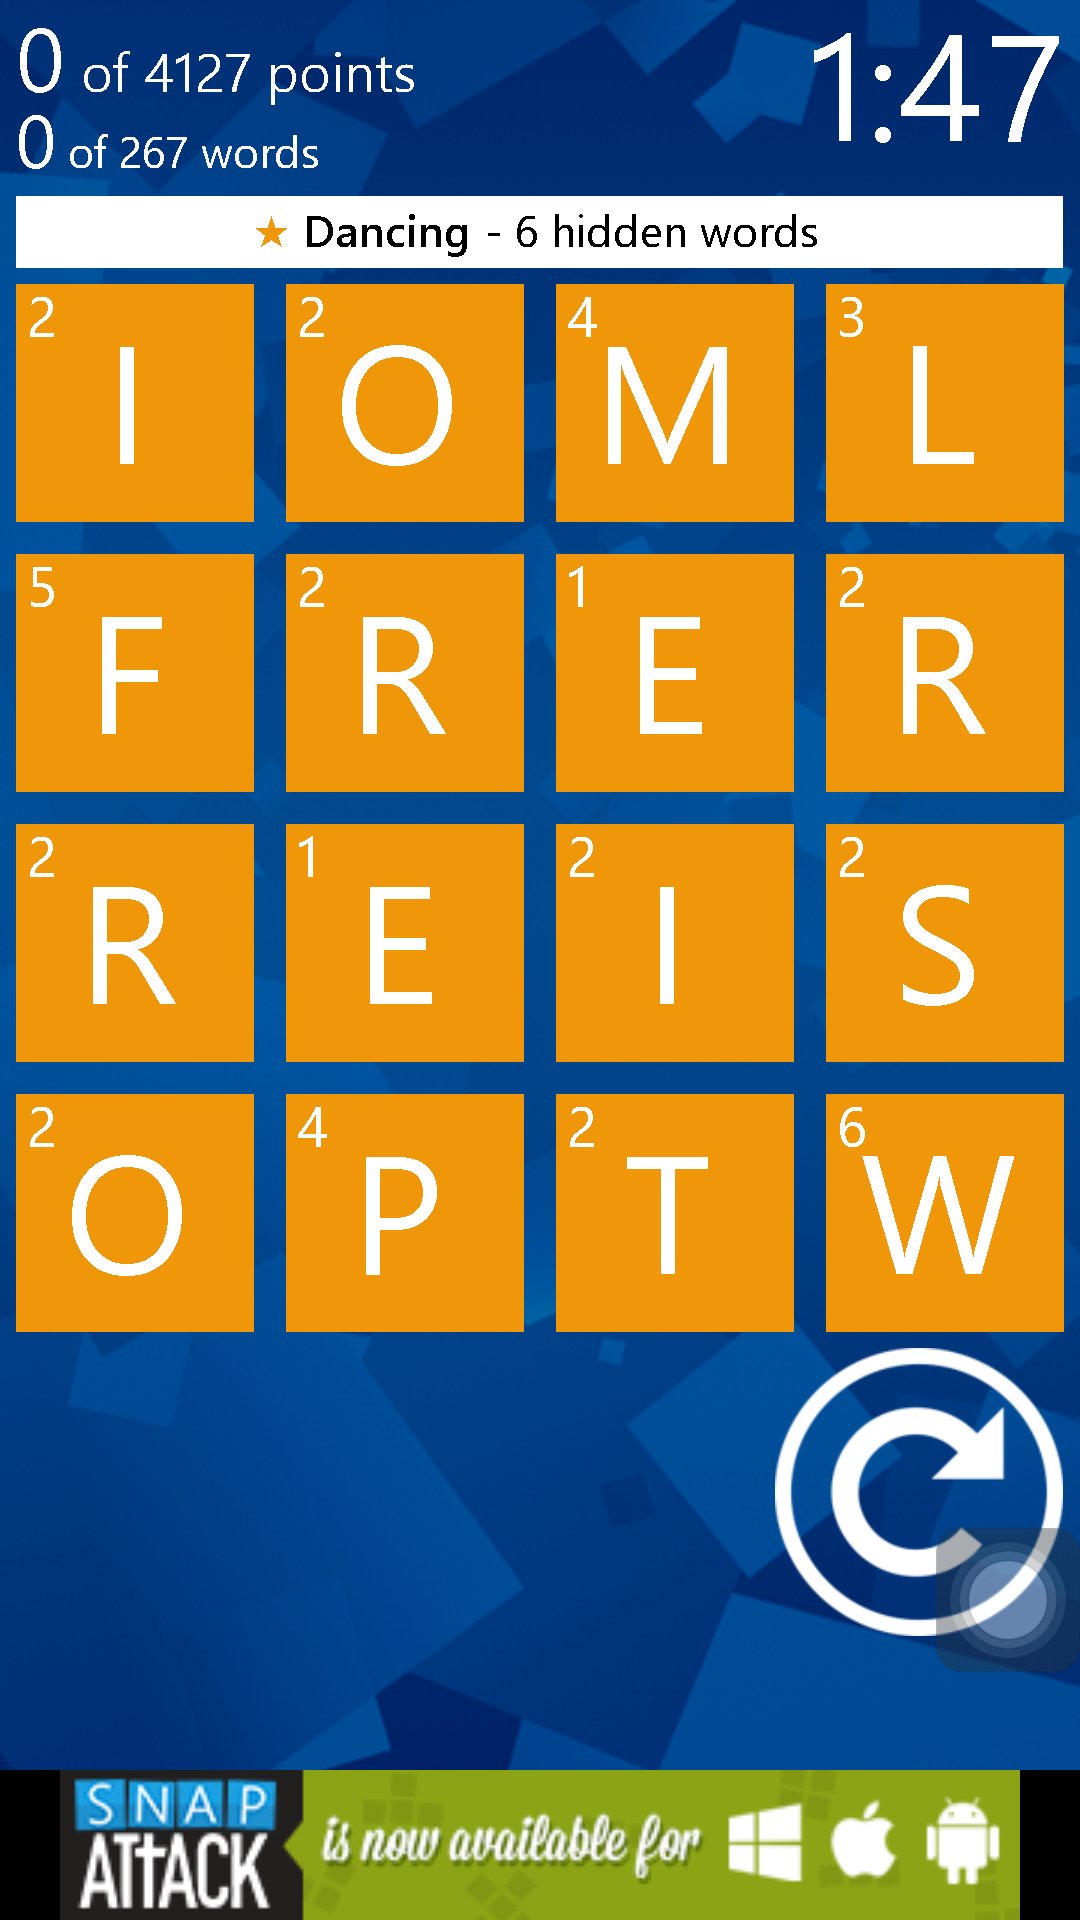 0 of 4127 points
1:47
0 of 267 words
★ Dancing - 6 hidden words
2 2 4 3
I O M L
5 2 1 2
F R E R
2 1 2 2
R E I S
2 4 2 6
O P T W
SNAP
ATTACK
is now available for